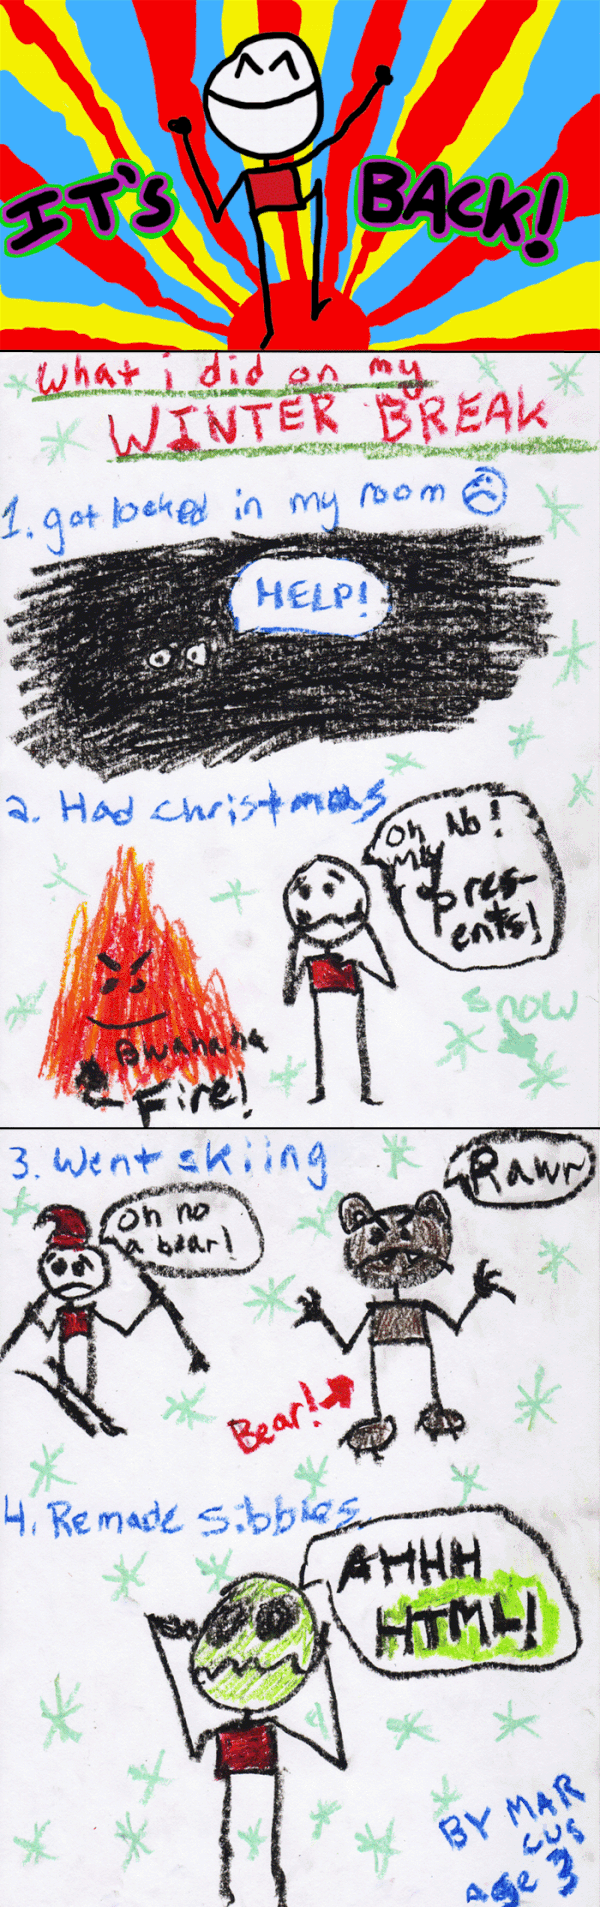 IT'S BACK!
What i did on my
WINTER BREAK
1. got locked in my room
HELP!
2. Had christmas
Oh No!
my
pres-
ents!
Bwahaha
Fire!
snow
3. Went skiing
Oh no
a bear!
Rawr
Bear!
4. Remade sibbles
AHHH
HTML!
BY MAR
CUS
Age 3